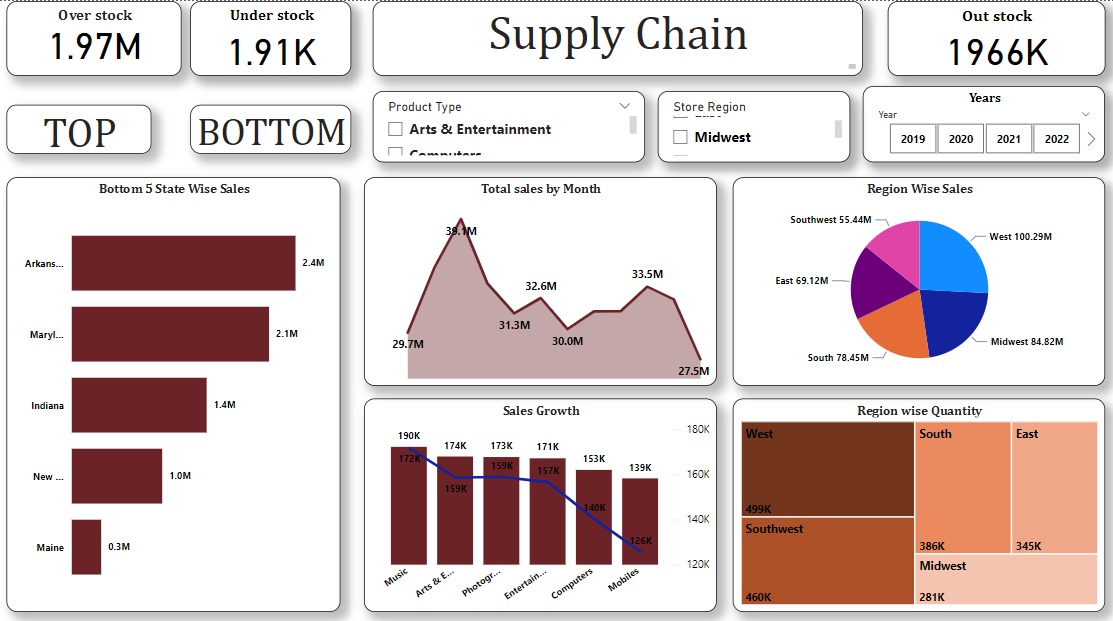 Over stock
1.97M
Under stock
1.91K
Supply Chain
Out stock
1966K
TOP
BOTTOM
Product Type
Arts & Entertainment
Computers
Store Region
East
Midwest
Years
Year
2019
2020
2021
2022
Bottom 5 State Wise Sales
Arkans...
2.4M
Maryl...
2.1M
Indiana
1.4M
New ...
1.0M
Maine
0.3M
Total sales by Month
39.1M
33.5M
32.6M
31.3M
30.0M
29.7M
27.5M
Region Wise Sales
Southwest 55.44M
West 100.29M
East 69.12M
Midwest 84.82M
South 78.45M
Sales Growth
190K
174K
173K
171K
153K
139K
172K
159K
159K
157K
140K
126K
180K
160K
140K
120K
Music
Arts & E...
Photogr...
Entertain...
Computers
Mobiles
Region wise Quantity
West
499K
Southwest
460K
South
386K
East
345K
Midwest
281K